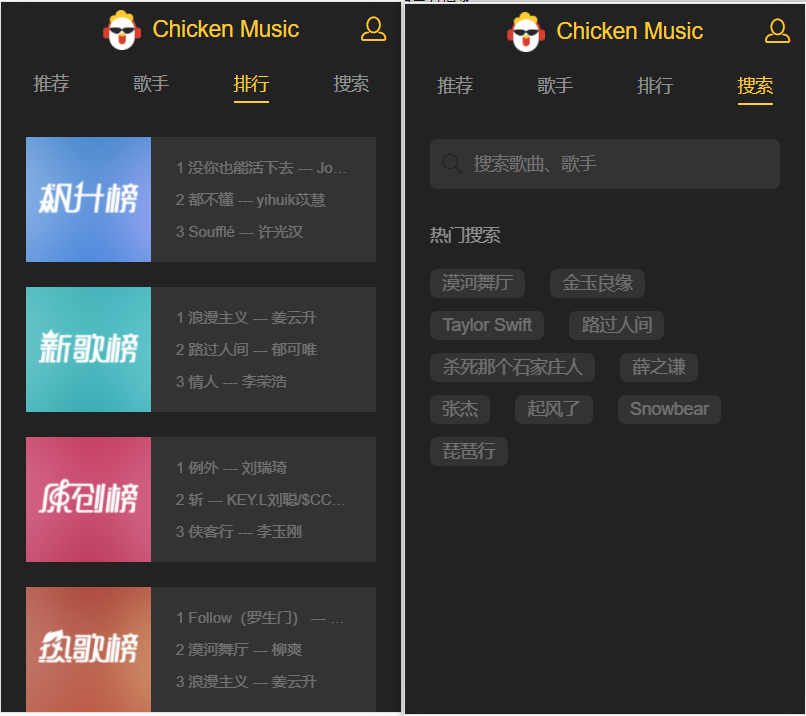 Chicken Music
推荐 歌手 排行 搜索
飙升榜
1 没你也能活下去 --- Jo...
2 都不懂 --- yihuik苡慧
3 Soufflé --- 许光汉
新歌榜
1 浪漫主义 --- 姜云升
2 路过人间 --- 郁可唯
3 情人 --- 李荣浩
原创榜
1 例外 --- 刘瑞琦
2 斩 --- KEY.L刘聪/$CC...
3 侠客行 --- 李玉刚
热歌榜
1 Follow（罗生门） --- ...
2 漠河舞厅 --- 柳爽
3 浪漫主义 --- 姜云升
Chicken Music
推荐 歌手 排行 搜索
搜索歌曲、歌手
热门搜索
漠河舞厅 金玉良缘
Taylor Swift 路过人间
杀死那个石家庄人 薛之谦
张杰 起风了 Snowbear
琵琶行